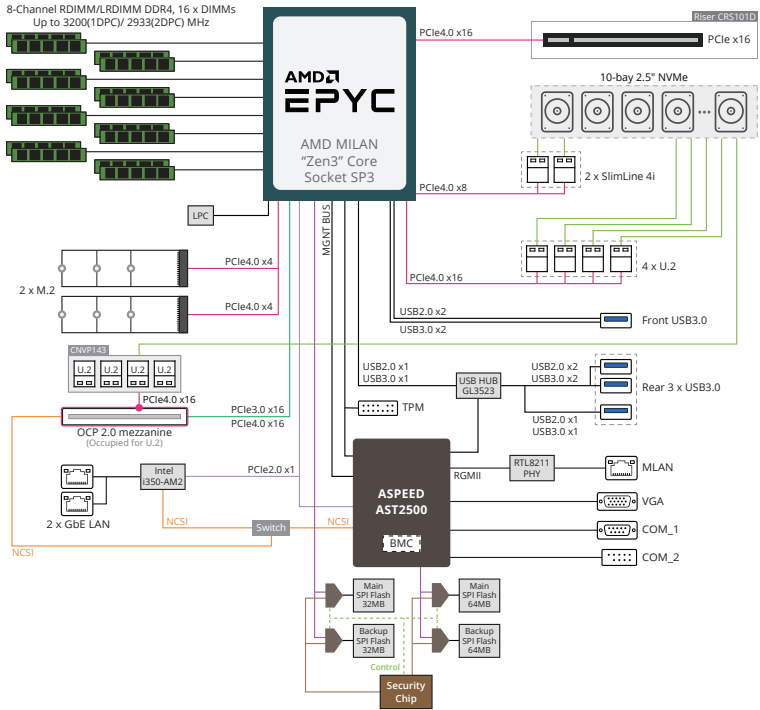 8-Channel RDIMM/LRDIMM DDR4, 16 x DIMMs
Up to 3200(1DPC)/ 2933(2DPC) MHz
AMD
EPYC
AMD MILAN
“Zen3” Core
Socket SP3
PCIe4.0 x16
Riser CRS101D
PCIe x16
10-bay 2.5" NVMe
2 x SlimLine 4i
PCIe4.0 x8
LPC
MGNT BUS
4 x U.2
PCIe4.0 x16
2 x M.2
PCIe4.0 x4
PCIe4.0 x4
USB2.0 x2
USB3.0 x2
Front USB3.0
CNVP143
U.2
U.2
U.2
U.2
PCIe4.0 x16
USB2.0 x1
USB3.0 x1
USB HUB
GL3523
USB2.0 x2
USB3.0 x2
Rear 3 x USB3.0
USB2.0 x1
USB3.0 x1
TPM
PCIe3.0 x16
PCIe4.0 x16
OCP 2.0 mezzanine
(Occupied for U.2)
Intel
i350-AM2
PCIe2.0 x1
2 x GbE LAN
NCSI
Switch
NCSI
NCSI
ASPEED
AST2500
BMC
RGMII
RTL8211
PHY
MLAN
VGA
COM_1
COM_2
Main
SPI Flash
32MB
Main
SPI Flash
64MB
Backup
SPI Flash
32MB
Backup
SPI Flash
64MB
Control
Security
Chip